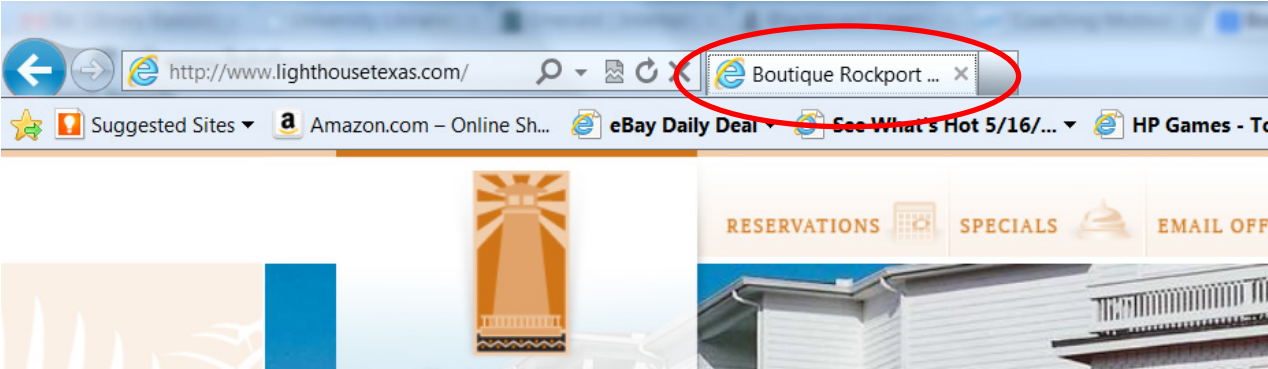 http://www.lighthousetexas.com/ Boutique Rockport ...
Suggested Sites a Amazon.com – Online Sh... eBay Daily Deal See What's Hot 5/16/... HP Games - To
RESERVATIONS SPECIALS EMAIL OFF